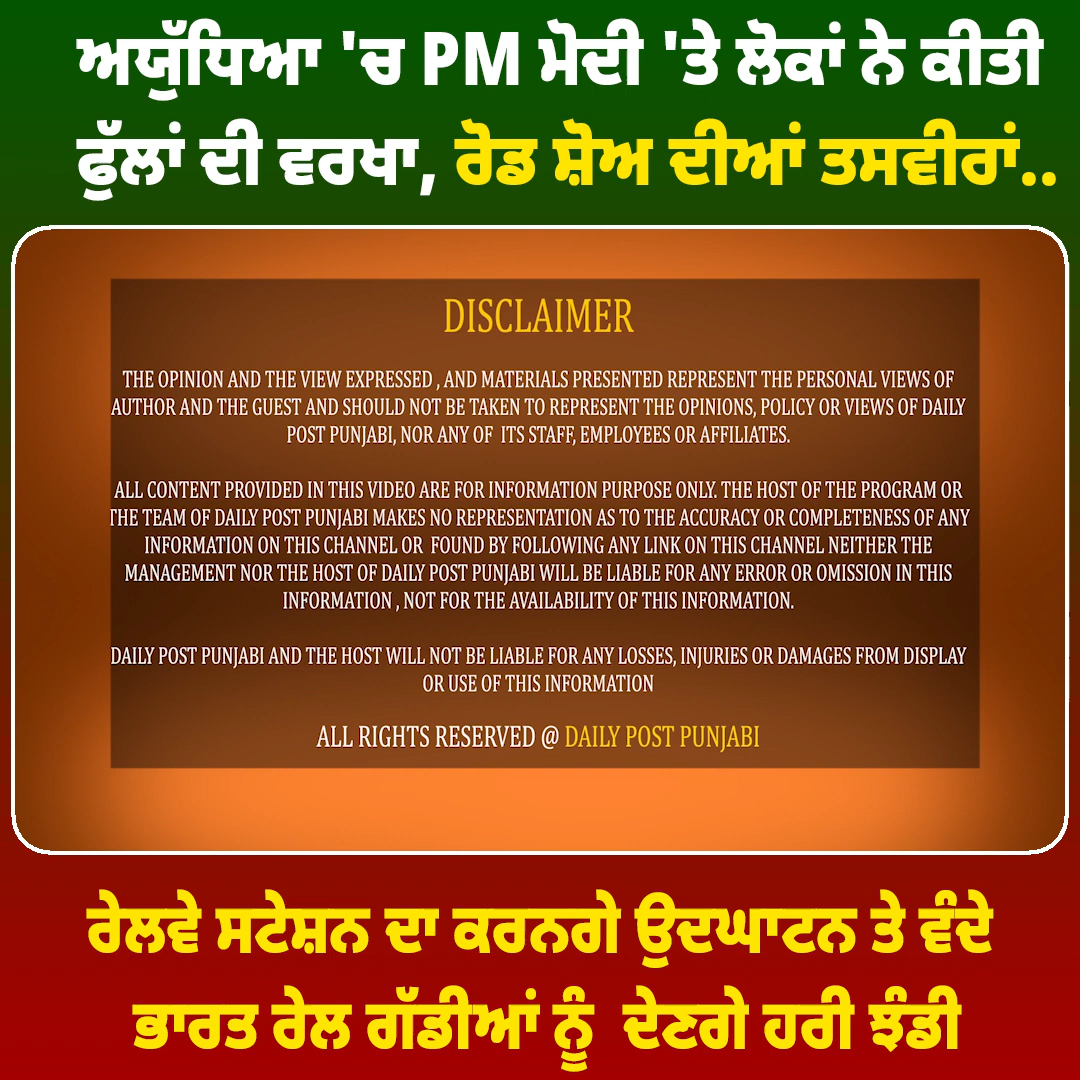 ਅਯੁੱਧਿਆ 'ਚ PM ਮੋਦੀ 'ਤੇ ਲੋਕਾਂ ਨੇ ਕੀਤੀ
ਫੁੱਲਾਂ ਦੀ ਵਰਖਾ, ਰੋਡ ਸ਼ੋਅ ਦੀਆਂ ਤਸਵੀਰਾਂ..
DISCLAIMER
THE OPINION AND THE VIEW EXPRESSED , AND MATERIALS PRESENTED REPRESENT THE PERSONAL VIEWS OF
AUTHOR AND THE GUEST AND SHOULD NOT BE TAKEN TO REPRESENT THE OPINIONS, POLICY OR VIEWS OF DAILY
POST PUNJABI, NOR ANY OF ITS STAFF, EMPLOYEES OR AFFILIATES.
ALL CONTENT PROVIDED IN THIS VIDEO ARE FOR INFORMATION PURPOSE ONLY. THE HOST OF THE PROGRAM OR
THE TEAM OF DAILY POST PUNJABI MAKES NO REPRESENTATION AS TO THE ACCURACY OR COMPLETENESS OF ANY
INFORMATION ON THIS CHANNEL OR FOUND BY FOLLOWING ANY LINK ON THIS CHANNEL NEITHER THE
MANAGEMENT NOR THE HOST OF DAILY POST PUNJABI WILL BE LIABLE FOR ANY ERROR OR OMISSION IN THIS
INFORMATION , NOT FOR THE AVAILABILITY OF THIS INFORMATION.
DAILY POST PUNJABI AND THE HOST WILL NOT BE LIABLE FOR ANY LOSSES, INJURIES OR DAMAGES FROM DISPLAY
OR USE OF THIS INFORMATION
ALL RIGHTS RESERVED @ DAILY POST PUNJABI
ਰੇਲਵੇ ਸਟੇਸ਼ਨ ਦਾ ਕਰਨਗੇ ਉਦਘਾਟਨ ਤੇ ਵੰਦੇ
ਭਾਰਤ ਰੇਲ ਗੱਡੀਆਂ ਨੂੰ ਦੇਣਗੇ ਹਰੀ ਝੰਡੀ